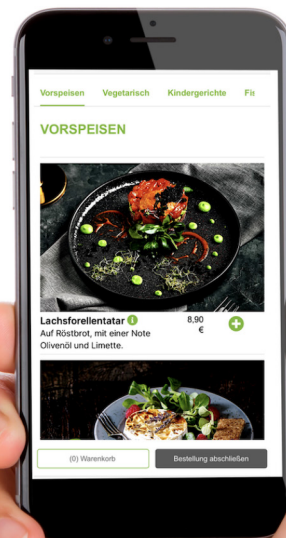 Vorspeisen Vegetarisch Kindergerichte Fis
VORSPEISEN
Lachsforellentatar
8,90
€
Auf Röstbrot, mit einer Note
Olivenöl und Limette.
(0) Warenkorb Bestellung abschließen